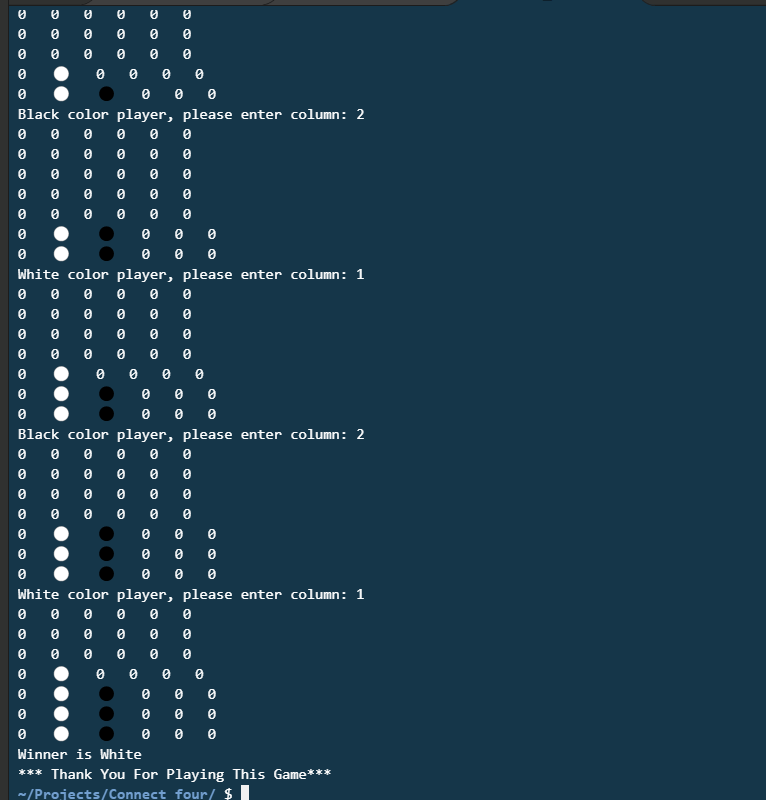 0 0 0 0 0 0
0 0 0 0 0 0
0 0 0 0 0 0
0 ⚪ 0 0 0 0
0 ⚪ ⚫ 0 0 0
Black color player, please enter column: 2
0 0 0 0 0 0
0 0 0 0 0 0
0 0 0 0 0 0
0 0 0 0 0 0
0 0 0 0 0 0
0 ⚪ ⚫ 0 0 0
0 ⚪ ⚫ 0 0 0
White color player, please enter column: 1
0 0 0 0 0 0
0 0 0 0 0 0
0 0 0 0 0 0
0 0 0 0 0 0
0 ⚪ 0 0 0 0
0 ⚪ ⚫ 0 0 0
0 ⚪ ⚫ 0 0 0
Black color player, please enter column: 2
0 0 0 0 0 0
0 0 0 0 0 0
0 0 0 0 0 0
0 0 0 0 0 0
0 ⚪ ⚫ 0 0 0
0 ⚪ ⚫ 0 0 0
0 ⚪ ⚫ 0 0 0
White color player, please enter column: 1
0 0 0 0 0 0
0 0 0 0 0 0
0 0 0 0 0 0
0 ⚪ 0 0 0 0
0 ⚪ ⚫ 0 0 0
0 ⚪ ⚫ 0 0 0
0 ⚪ ⚫ 0 0 0
Winner is White
*** Thank You For Playing This Game***
~/Projects/Connect four/ $